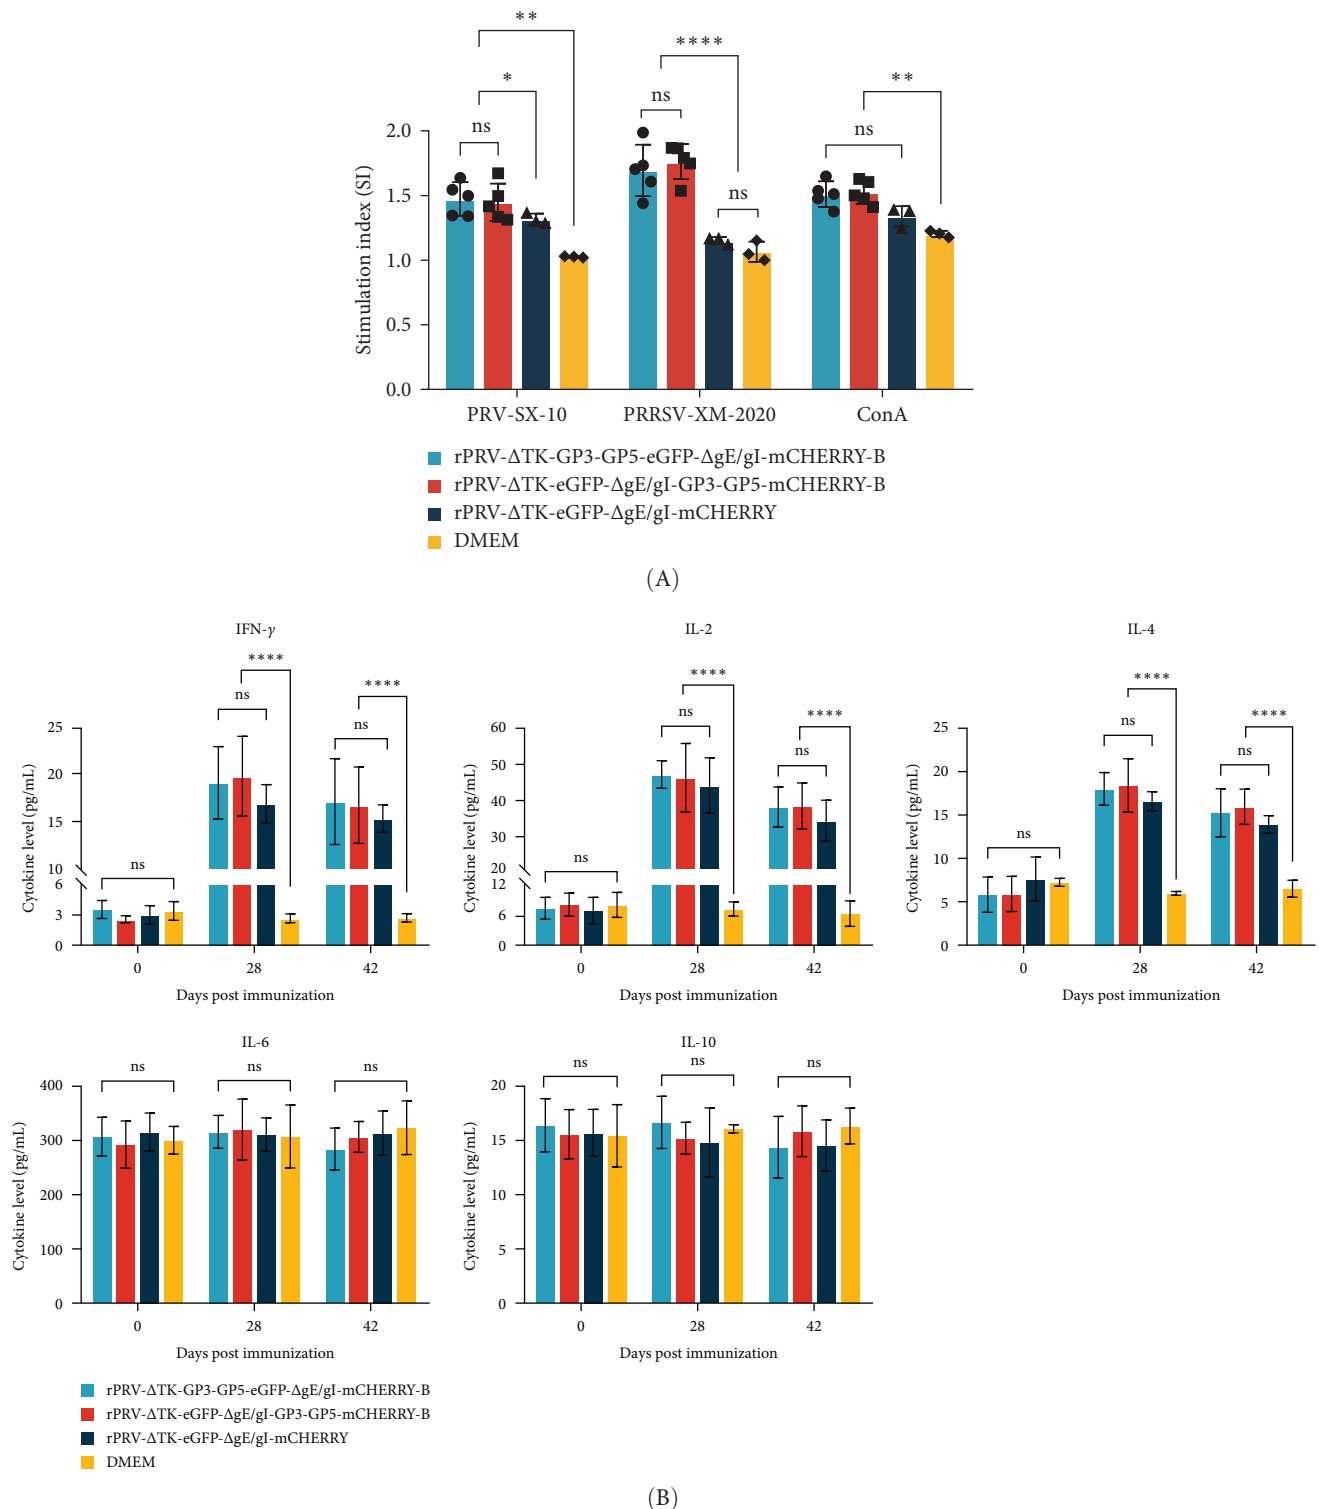 **
****
*
**
ns
ns
ns
ns
Stimulation index (SI)
2.0
1.5
1.0
0.5
0.0
PRV-SX-10 PRRSV-XM-2020 ConA
rPRV-ΔTK-GP3-GP5-eGFP-ΔgE/gI-mCHERRY-B
rPRV-ΔTK-eGFP-ΔgE/gI-GP3-GP5-mCHERRY-B
rPRV-ΔTK-eGFP-ΔgE/gI-mCHERRY
DMEM
(A)
IFN-γ
****
ns
****
ns
ns
Cytokine level (pg/mL)
25
20
15
10
6
3
0
0 28 42
Days post immunization
IL-2
****
ns
****
ns
ns
Cytokine level (pg/mL)
60
50
40
30
20
12
6
0
0 28 42
Days post immunization
IL-4
****
ns
****
ns
ns
Cytokine level (pg/mL)
25
20
15
10
5
0
0 28 42
Days post immunization
IL-6
ns ns ns
Cytokine level (pg/mL)
400
300
200
100
0
0 28 42
Days post immunization
IL-10
ns ns ns
Cytokine level (pg/mL)
20
15
10
5
0
0 28 42
Days post immunization
rPRV-ΔTK-GP3-GP5-eGFP-ΔgE/gI-mCHERRY-B
rPRV-ΔTK-eGFP-ΔgE/gI-GP3-GP5-mCHERRY-B
rPRV-ΔTK-eGFP-ΔgE/gI-mCHERRY
DMEM
(B)